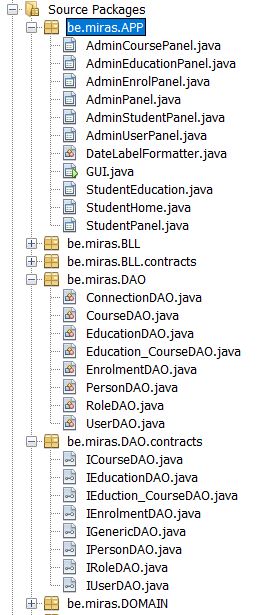 Source Packages
be.miras.APP
AdminCoursePanel.java
AdminEducationPanel.java
AdminEnrolPanel.java
AdminPanel.java
AdminStudentPanel.java
AdminUserPanel.java
DateLabelFormatter.java
GUI.java
StudentEducation.java
StudentHome.java
StudentPanel.java
be.miras.BLL
be.miras.BLL.contracts
be.miras.DAO
ConnectionDAO.java
CourseDAO.java
EducationDAO.java
Education_CourseDAO.java
EnrolmentDAO.java
PersonDAO.java
RoleDAO.java
UserDAO.java
be.miras.DAO.contracts
ICourseDAO.java
IEducationDAO.java
IEduction_CourseDAO.java
IEnrolmentDAO.java
IGenericDAO.java
IPersonDAO.java
IRoleDAO.java
IUserDAO.java
be.miras.DOMAIN